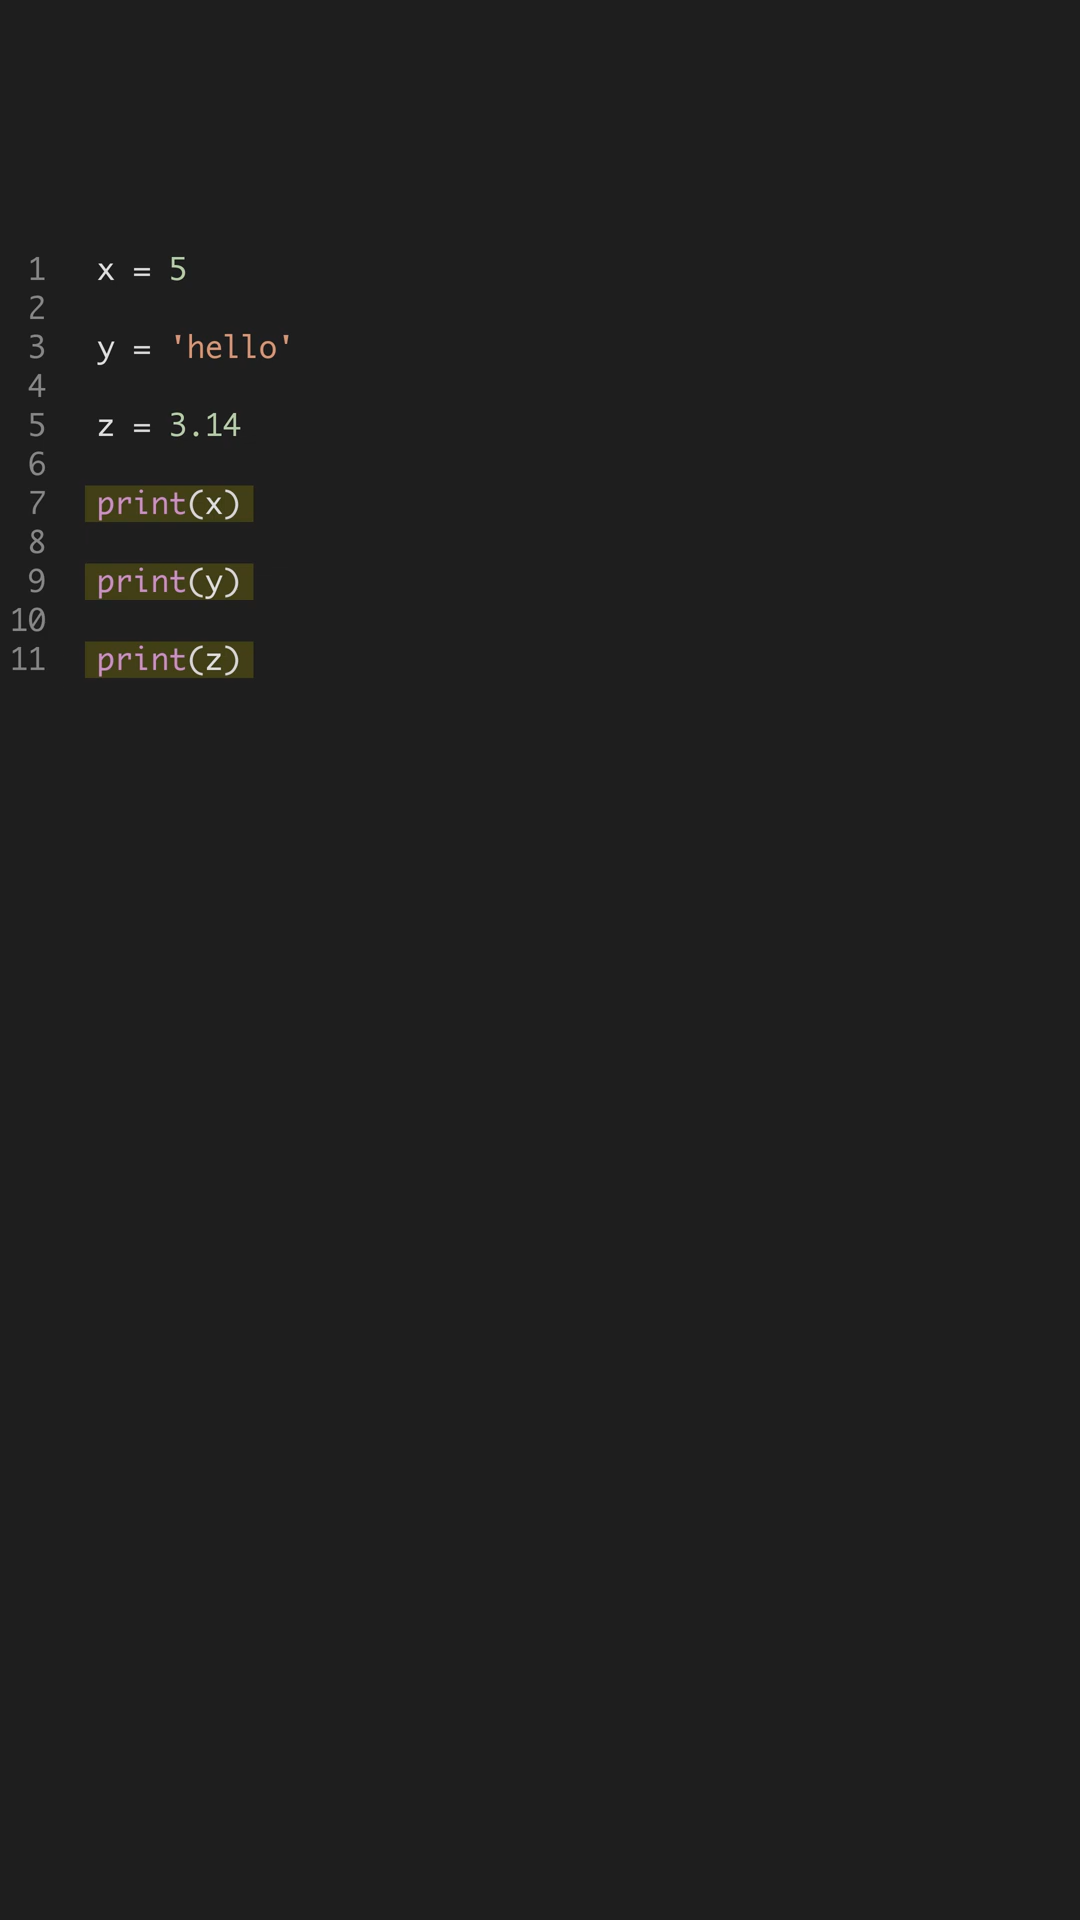 1 x = 5
2
3 y = 'hello'
4
5 z = 3.14
6
7 print(x)
8
9 print(y)
10
11 print(z)